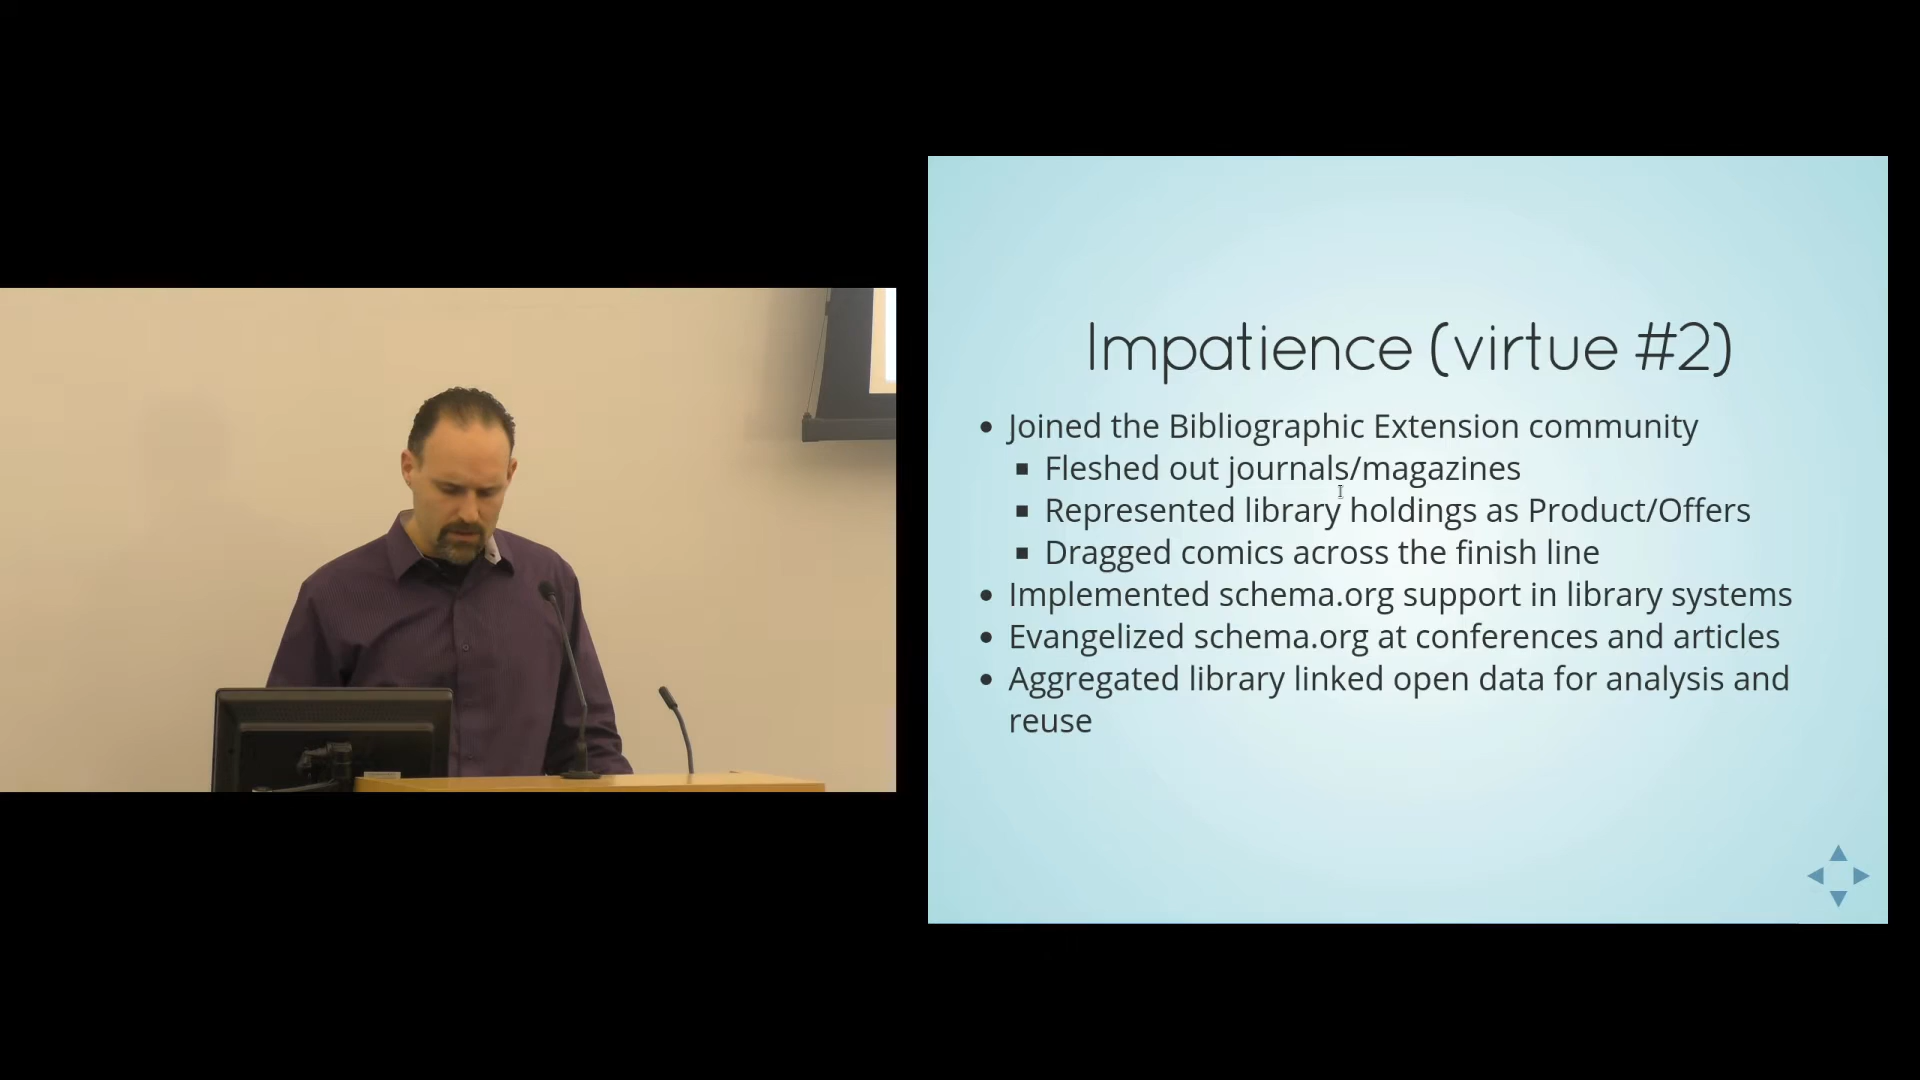 Impatience (virtue #2)
• Joined the Bibliographic Extension community
▪ Fleshed out journals/magazines
▪ Represented library holdings as Product/Offers
▪ Dragged comics across the finish line
• Implemented schema.org support in library systems
• Evangelized schema.org at conferences and articles
• Aggregated library linked open data for analysis and
reuse